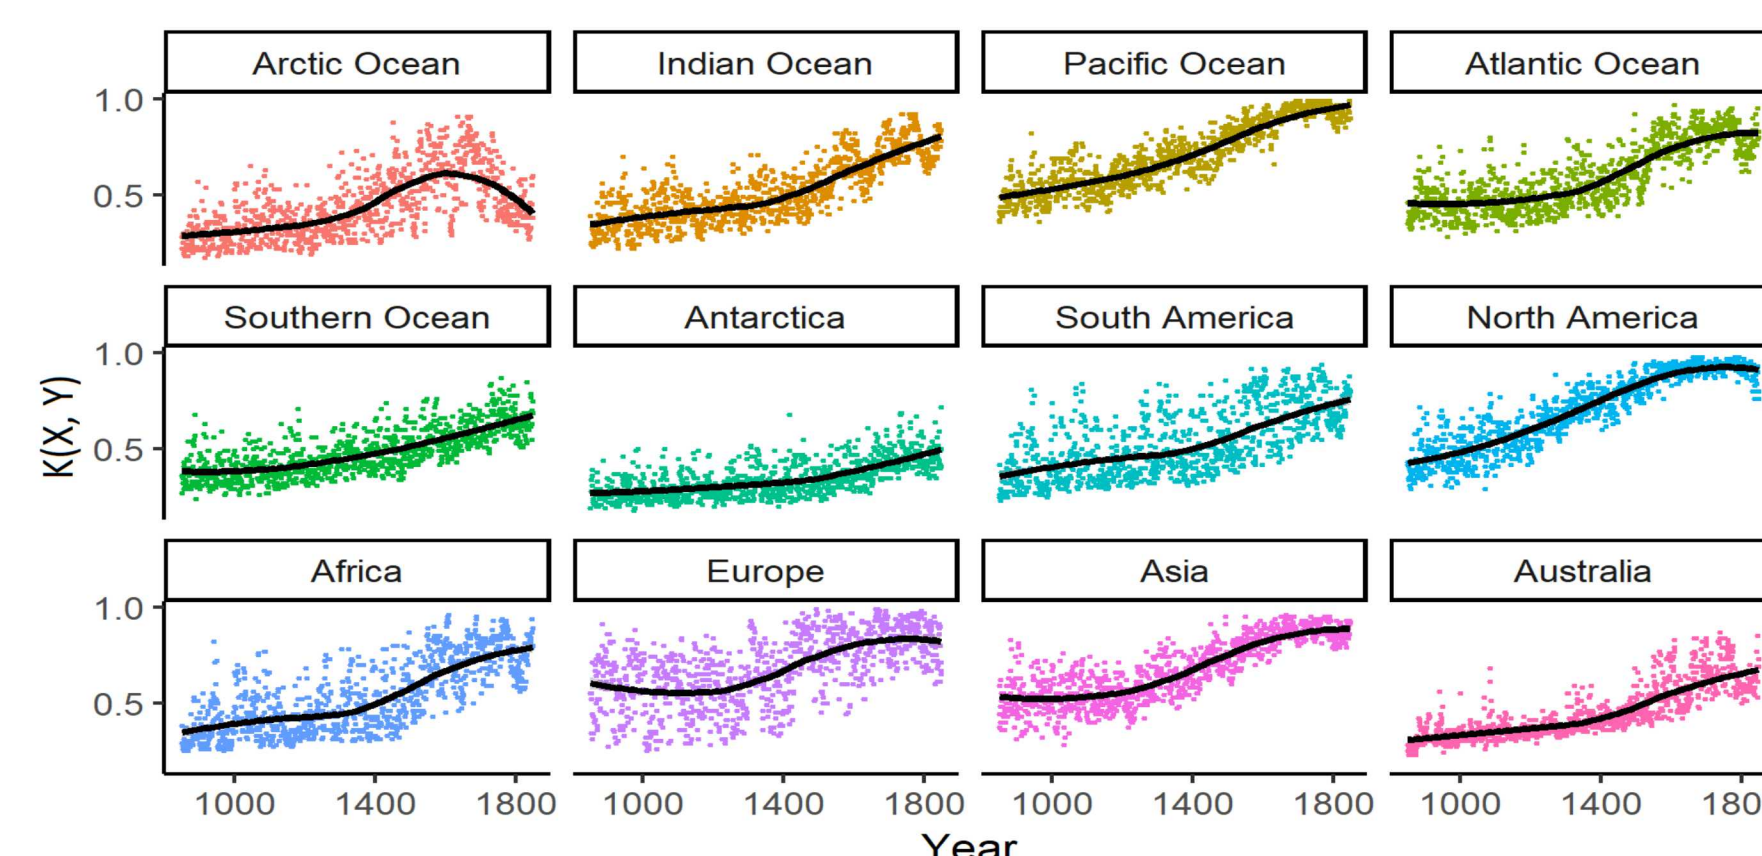 Arctic Ocean Indian Ocean Pacific Ocean Atlantic Ocean
1.0
0.5
Southern Ocean Antarctica South America North America
1.0
0.5
K(X, Y)
Africa Europe Asia Australia
1.0
0.5
1000 1400 1800 1000 1400 1800 1000 1400 1800 1000 1400 180
Year